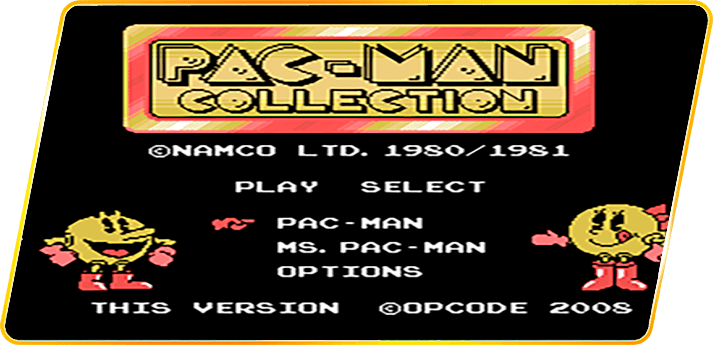 PAC-MAN
COLLECTION
©NAMCO LTD. 1980/1981
PLAY SELECT
PAC-MAN
MS. PAC-MAN
OPTIONS
THIS VERSION ©OPCODE 2008